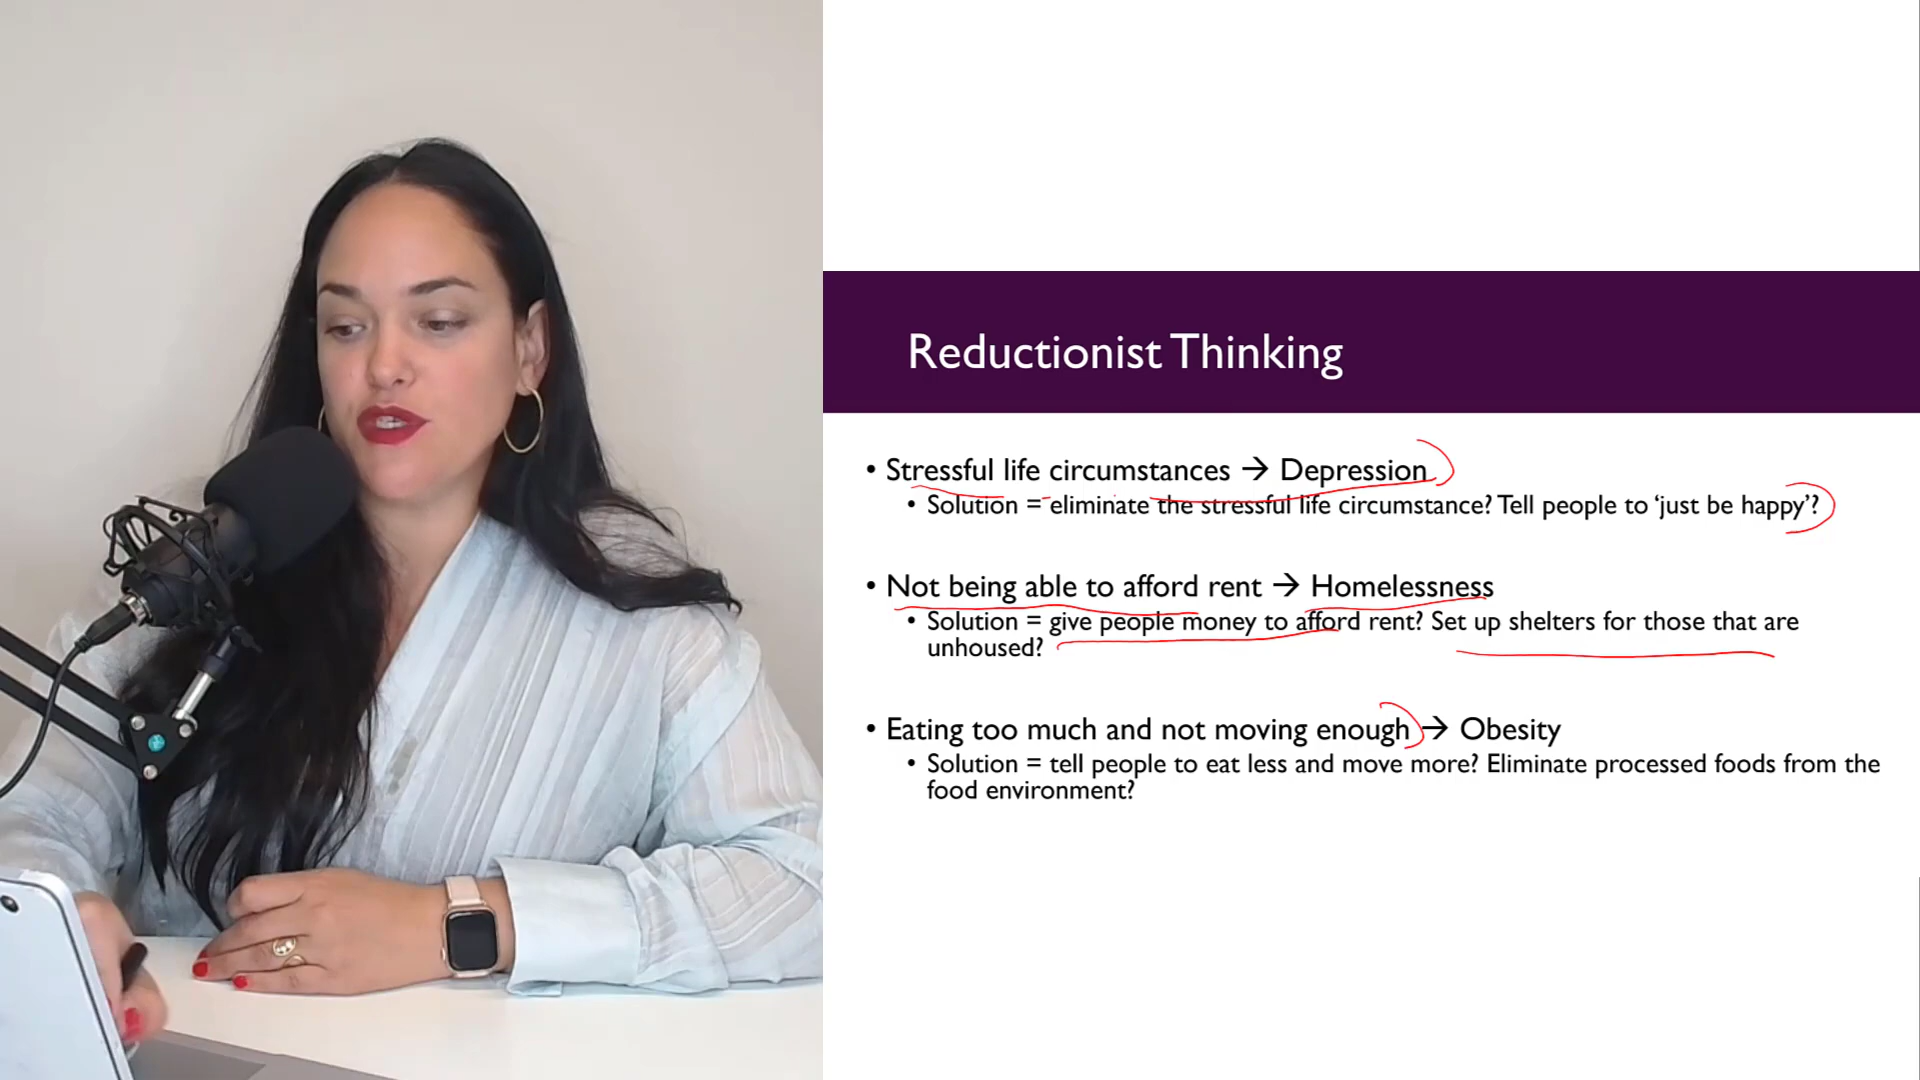 Reductionist Thinking
• Stressful life circumstances → Depression
• Solution = eliminate the stressful life circumstance? Tell people to ‘just be happy’?
• Not being able to afford rent → Homelessness
• Solution = give people money to afford rent? Set up shelters for those that are
unhoused?
• Eating too much and not moving enough → Obesity
• Solution = tell people to eat less and move more? Eliminate processed foods from the
food environment?